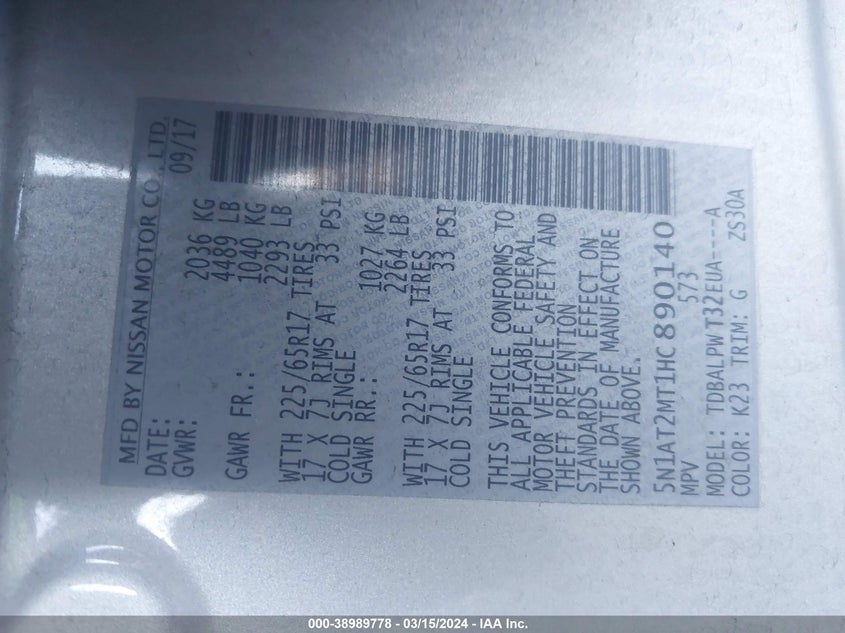 MFD BY NISSAN MOTOR CO., LTD.
DATE: 09/17
GVWR: 2036 KG
4489 LB
GAWR FR.: 1040 KG
2293 LB
WITH 225/65R17 TIRES
17 X 7J RIMS AT 33 PSI
COLD SINGLE
GAWR RR.: 1027 KG
2264 LB
WITH 225/65R17 TIRES
17 X 7J RIMS AT 33 PSI
COLD SINGLE
THIS VEHICLE CONFORMS TO
ALL APPLICABLE FEDERAL
MOTOR VEHICLE SAFETY AND
THEFT PREVENTION
STANDARDS IN EFFECT ON
THE DATE OF MANUFACTURE
SHOWN ABOVE.
5N1AT2MT1HC890140
MPV 573
MODEL: TDBALPW T32EUA----A
COLOR: K23 TRIM: G ZS30A
000-38989778 - 03/15/2024 - IAA Inc.